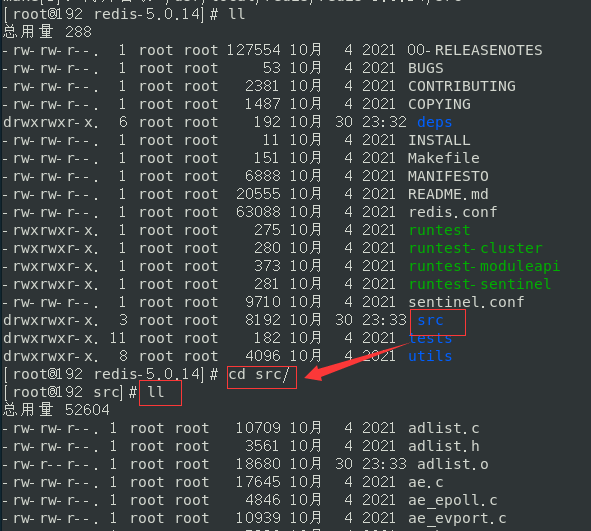 [root@192 redis-5.0.14]# ll
总用量 288
-rw-rw-r--. 1 root root 127554 10月 4 2021 00-RELEASENOTES
-rw-rw-r--. 1 root root 53 10月 4 2021 BUGS
-rw-rw-r--. 1 root root 2381 10月 4 2021 CONTRIBUTING
-rw-rw-r--. 1 root root 1487 10月 4 2021 COPYING
drwxrwxr-x. 6 root root 192 10月 30 23:32 deps
-rw-rw-r--. 1 root root 11 10月 4 2021 INSTALL
-rw-rw-r--. 1 root root 151 10月 4 2021 Makefile
-rw-rw-r--. 1 root root 6888 10月 4 2021 MANIFESTO
-rw-rw-r--. 1 root root 20555 10月 4 2021 README.md
-rw-rw-r--. 1 root root 63088 10月 4 2021 redis.conf
-rwxrwxr-x. 1 root root 275 10月 4 2021 runtest
-rwxrwxr-x. 1 root root 280 10月 4 2021 runtest-cluster
-rwxrwxr-x. 1 root root 373 10月 4 2021 runtest-moduleapi
-rwxrwxr-x. 1 root root 281 10月 4 2021 runtest-sentinel
-rw-rw-r--. 1 root root 9710 10月 4 2021 sentinel.conf
drwxrwxr-x. 3 root root 8192 10月 30 23:33 src
drwxrwxr-x. 11 root root 182 10月 4 2021 tests
drwxrwxr-x. 8 root root 4096 10月 4 2021 utils
[root@192 redis-5.0.14]# cd src/
[root@192 src]# ll
总用量 52604
-rw-rw-r--. 1 root root 10709 10月 4 2021 adlist.c
-rw-rw-r--. 1 root root 3561 10月 4 2021 adlist.h
-rw-r--r--. 1 root root 18680 10月 30 23:33 adlist.o
-rw-rw-r--. 1 root root 17645 10月 4 2021 ae.c
-rw-rw-r--. 1 root root 4846 10月 4 2021 ae_epoll.c
-rw-rw-r--. 1 root root 10939 10月 4 2021 ae_evport.c